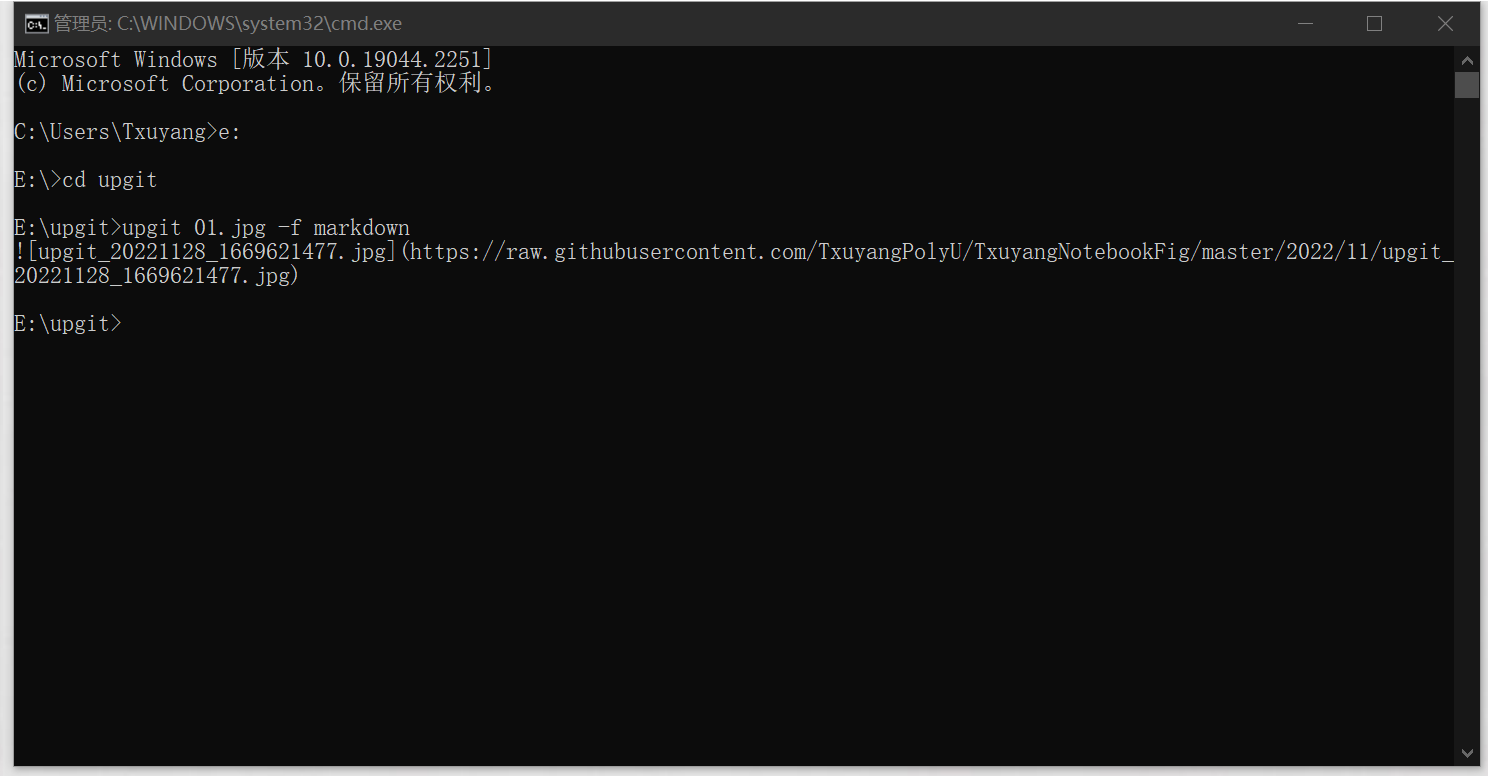 管理员: C:\WINDOWS\system32\cmd.exe
Microsoft Windows [版本 10.0.19044.2251]
(c) Microsoft Corporation。保留所有权利。
C:\Users\Txuyang>e:
E:\>cd upgit
E:\upgit>upgit 01.jpg -f markdown
![upgit_20221128_1669621477.jpg](https://raw.githubusercontent.com/TxuyangPolyU/TxuyangNotebookFig/master/2022/11/upgit_
20221128_1669621477.jpg)
E:\upgit>